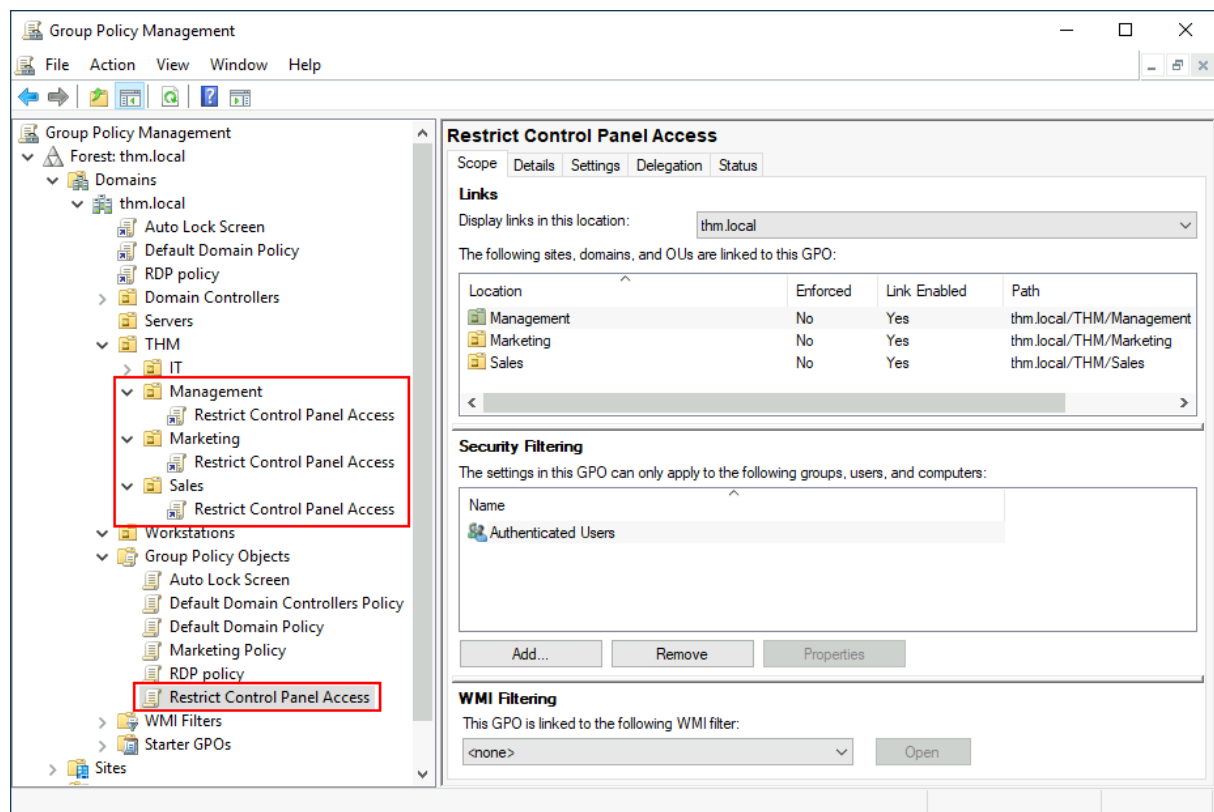 Group Policy Management
File Action View Window Help
Group Policy Management
Forest: thm.local
Domains
thm.local
Auto Lock Screen
Default Domain Policy
RDP policy
Domain Controllers
Servers
THM
IT
Management
Restrict Control Panel Access
Marketing
Restrict Control Panel Access
Sales
Restrict Control Panel Access
Workstations
Group Policy Objects
Auto Lock Screen
Default Domain Controllers Policy
Default Domain Policy
Marketing Policy
RDP policy
Restrict Control Panel Access
WMI Filters
Starter GPOs
Sites
Restrict Control Panel Access
Scope Details Settings Delegation Status
Links
Display links in this location: thm.local
The following sites, domains, and OUs are linked to this GPO:
Location Enforced Link Enabled Path
Management No Yes thm.local/THM/Management
Marketing No Yes thm.local/THM/Marketing
Sales No Yes thm.local/THM/Sales
Security Filtering
The settings in this GPO can only apply to the following groups, users, and computers:
Name
Authenticated Users
Add... Remove Properties
WMI Filtering
This GPO is linked to the following WMI filter:
<none> Open